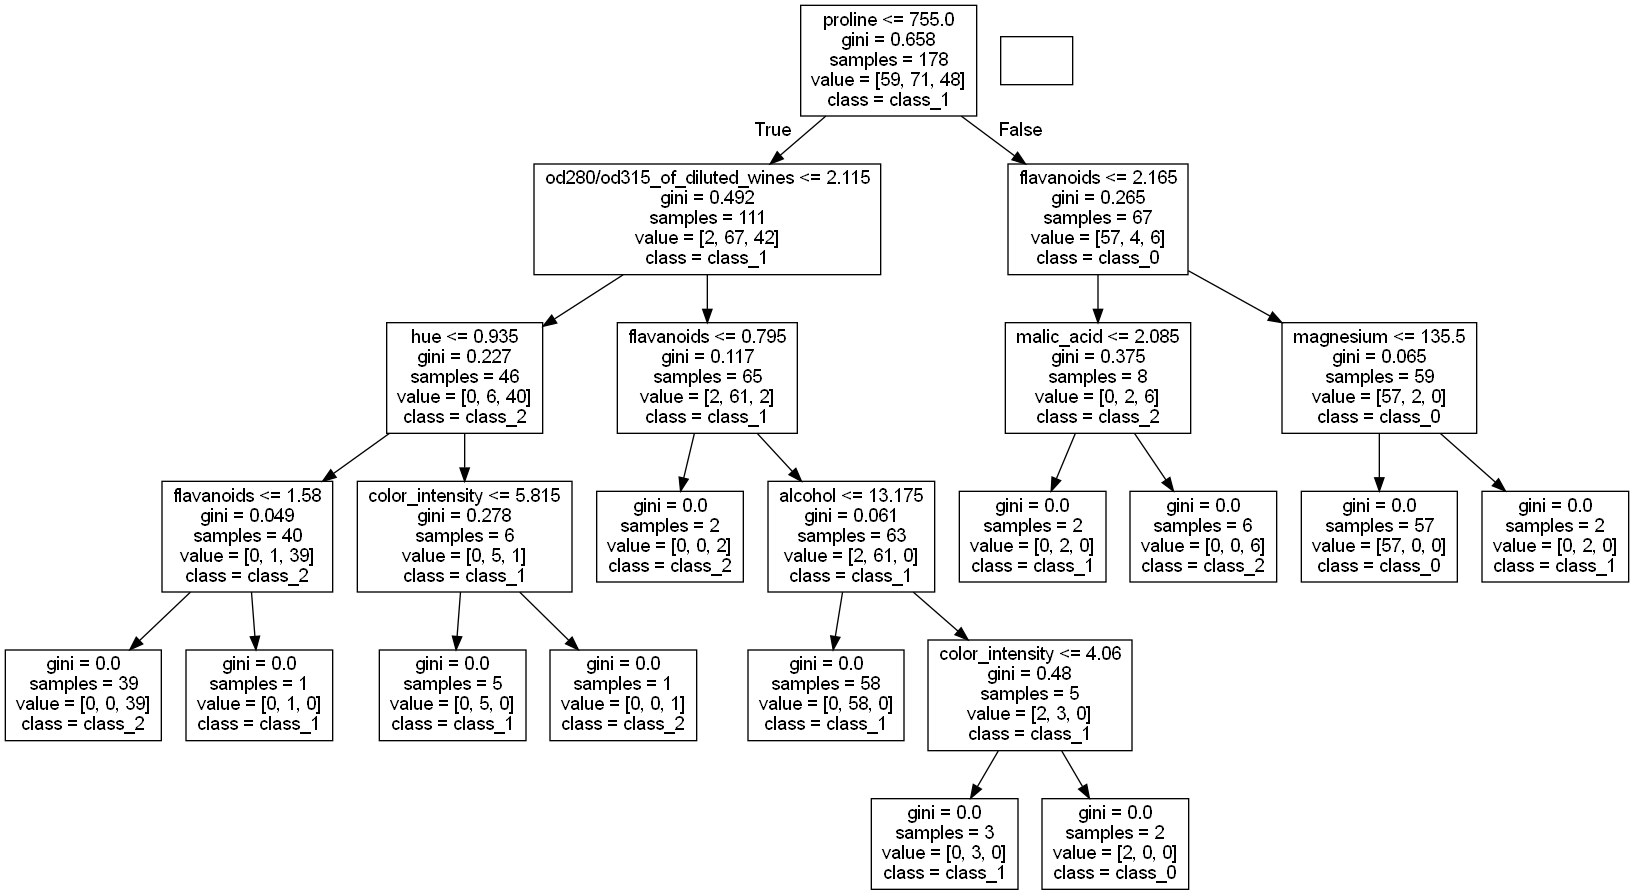 proline <= 755.0
gini = 0.658
samples = 178
value = [59, 71, 48]
class = class_1
True
False
od280/od315_of_diluted_wines <= 2.115
gini = 0.492
samples = 111
value = [2, 67, 42]
class = class_1
flavanoids <= 2.165
gini = 0.265
samples = 67
value = [57, 4, 6]
class = class_0
hue <= 0.935
gini = 0.227
samples = 46
value = [0, 6, 40]
class = class_2
flavanoids <= 0.795
gini = 0.117
samples = 65
value = [2, 61, 2]
class = class_1
malic_acid <= 2.085
gini = 0.375
samples = 8
value = [0, 2, 6]
class = class_2
magnesium <= 135.5
gini = 0.065
samples = 59
value = [57, 2, 0]
class = class_0
flavanoids <= 1.58
gini = 0.049
samples = 40
value = [0, 1, 39]
class = class_2
color_intensity <= 5.815
gini = 0.278
samples = 6
value = [0, 5, 1]
class = class_1
gini = 0.0
samples = 2
value = [0, 0, 2]
class = class_2
alcohol <= 13.175
gini = 0.061
samples = 63
value = [2, 61, 0]
class = class_1
gini = 0.0
samples = 2
value = [0, 2, 0]
class = class_1
gini = 0.0
samples = 6
value = [0, 0, 6]
class = class_2
gini = 0.0
samples = 57
value = [57, 0, 0]
class = class_0
gini = 0.0
samples = 2
value = [0, 2, 0]
class = class_1
gini = 0.0
samples = 39
value = [0, 0, 39]
class = class_2
gini = 0.0
samples = 1
value = [0, 1, 0]
class = class_1
gini = 0.0
samples = 5
value = [0, 5, 0]
class = class_1
gini = 0.0
samples = 1
value = [0, 0, 1]
class = class_2
gini = 0.0
samples = 58
value = [0, 58, 0]
class = class_1
color_intensity <= 4.06
gini = 0.48
samples = 5
value = [2, 3, 0]
class = class_1
gini = 0.0
samples = 3
value = [0, 3, 0]
class = class_1
gini = 0.0
samples = 2
value = [2, 0, 0]
class = class_0